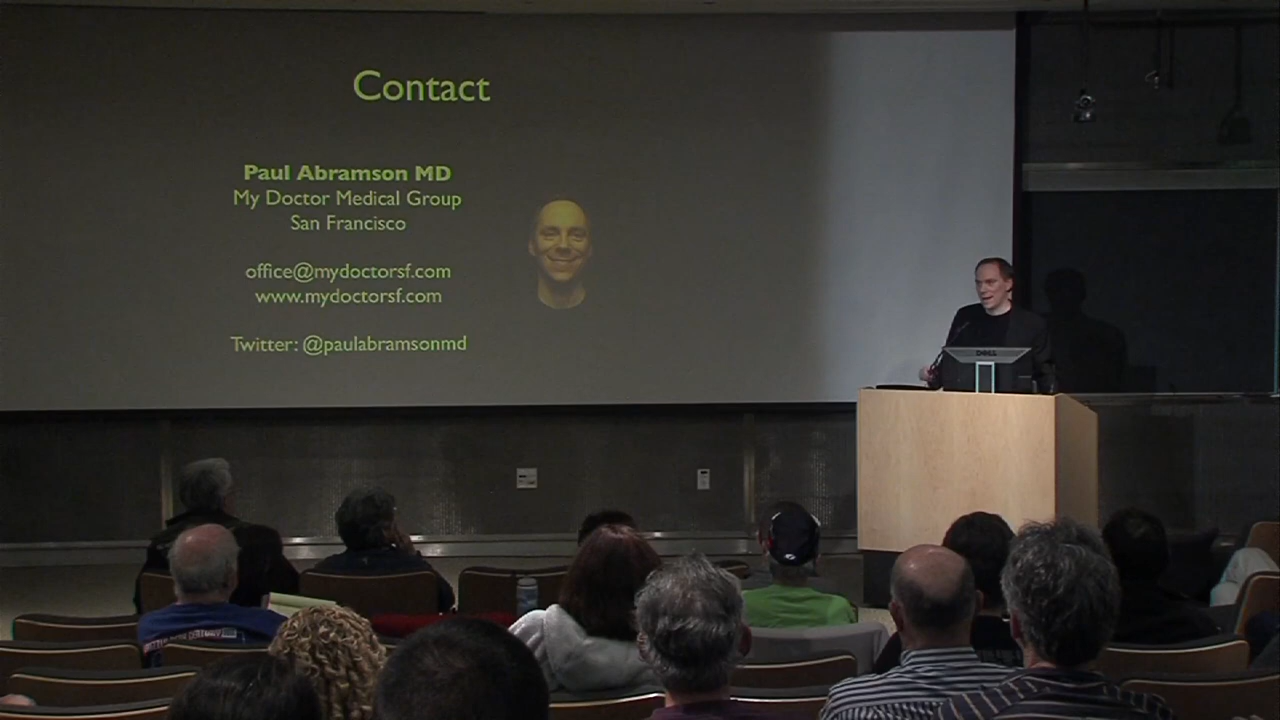 Contact
Paul Abramson MD
My Doctor Medical Group
San Francisco
office@mydoctorsf.com
www.mydoctorsf.com
Twitter: @paulabramsonmd
DELL